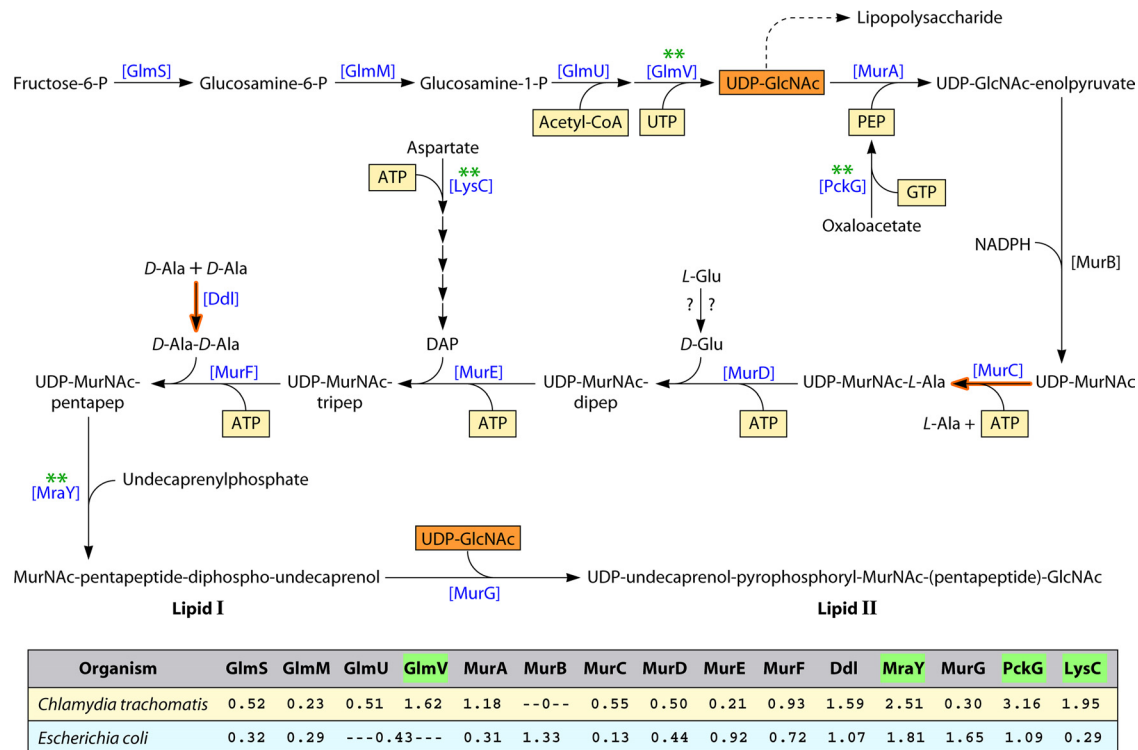 Lipopolysaccharide
Fructose-6-P [GlmS] Glucosamine-6-P [GlmM] Glucosamine-1-P [GlmU] ** [GlmV] UDP-GlcNAc [MurA] UDP-GlcNAc-enolpyruvate
Acetyl-CoA UTP PEP
Aspartate
ATP ** [LysC] ** [PckG] GTP
Oxaloacetate
NADPH [MurB]
D-Ala + D-Ala L-Glu
[Ddl] ? ?
D-Ala-D-Ala DAP D-Glu
UDP-MurNAc-pentapep [MurF] UDP-MurNAc-tripep [MurE] UDP-MurNAc-dipep [MurD] UDP-MurNAc-L-Ala [MurC] UDP-MurNAc
ATP ATP ATP L-Ala + ATP
** [MraY] Undecaprenylphosphate
UDP-GlcNAc
MurNAc-pentapeptide-diphospho-undecaprenol [MurG] UDP-undecaprenol-pyrophosphoryl-MurNAc-(pentapeptide)-GlcNAc
Lipid I Lipid II
Organism GlmS GlmM GlmU GlmV MurA MurB MurC MurD MurE MurF Ddl MraY MurG PckG LysC
Chlamydia trachomatis 0.52 0.23 0.51 1.62 1.18 --0-- 0.55 0.50 0.21 0.93 1.59 2.51 0.30 3.16 1.95
Escherichia coli 0.32 0.29 ---0.43--- 0.31 1.33 0.13 0.44 0.92 0.72 1.07 1.81 1.65 1.09 0.29